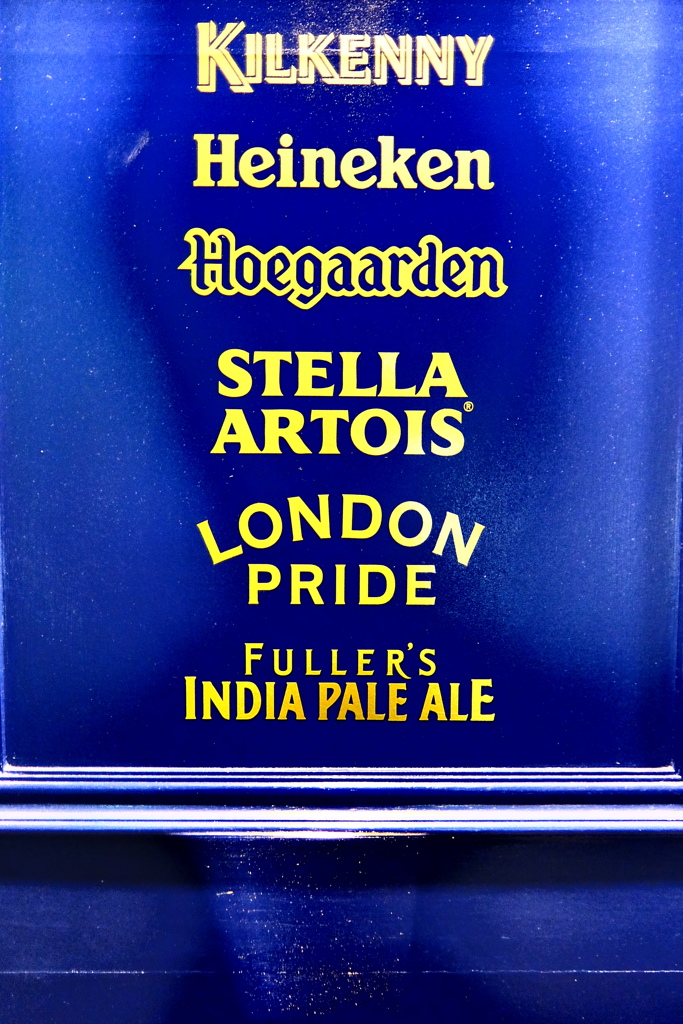 KILKENNY
Heineken
Hoegaarden
STELLA
ARTOIS®
LONDON
PRIDE
FULLER'S
INDIA PALE ALE